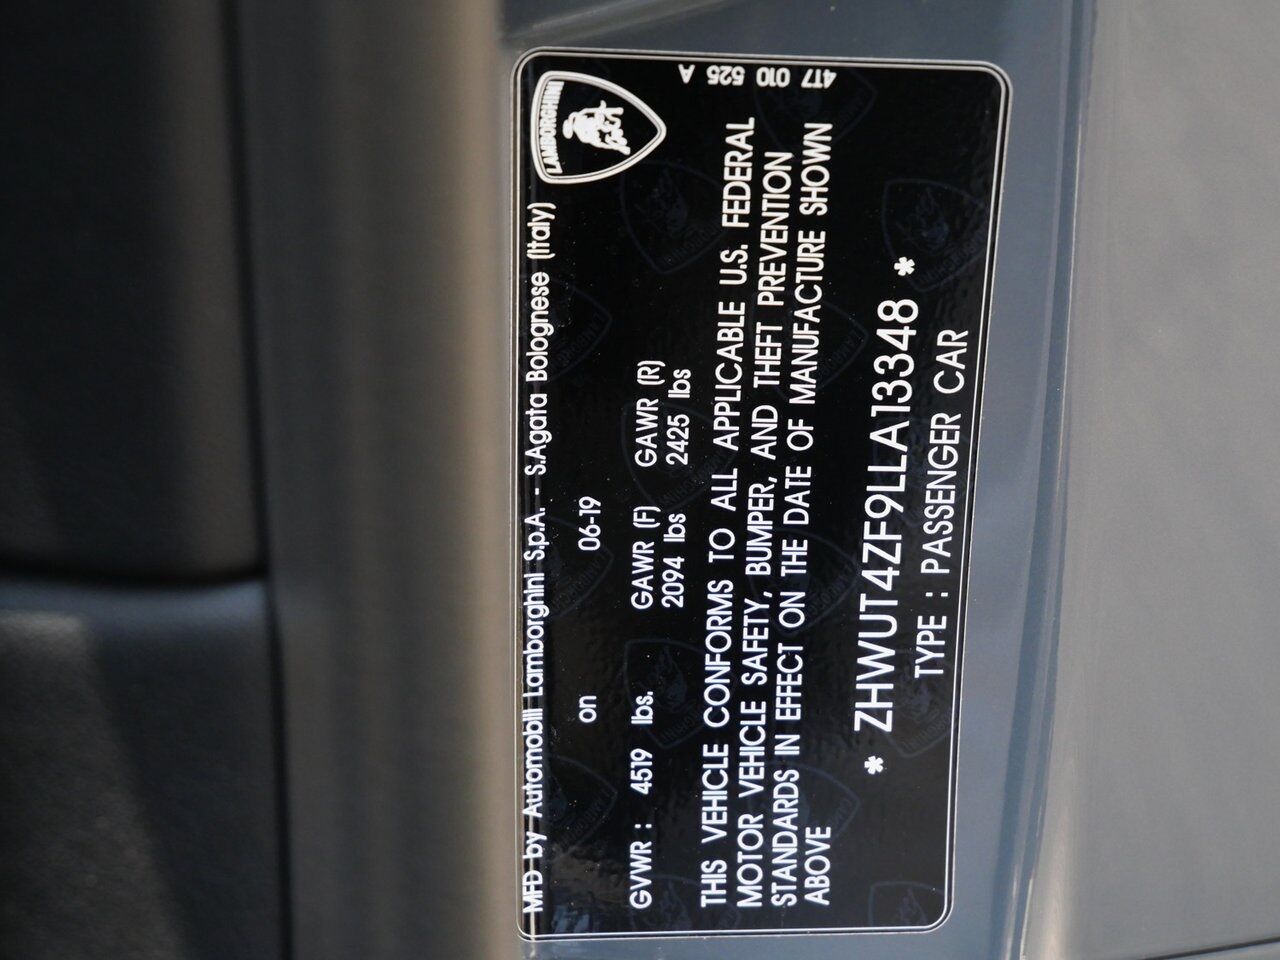 4T7 010 525 A
LAMBORGHINI
MFD by Automobili Lamborghini S.p.A. - S.Agata Bolognese (Italy)
on 06-19
GVWR : 4519 lbs. GAWR (F) GAWR (R)
2094 lbs 2425 lbs
THIS VEHICLE CONFORMS TO ALL APPLICABLE U.S. FEDERAL
MOTOR VEHICLE SAFETY, BUMPER, AND THEFT PREVENTION
STANDARDS IN EFFECT ON THE DATE OF MANUFACTURE SHOWN
ABOVE
* ZHWUT4ZF9LLA13348 *
TYPE : PASSENGER CAR